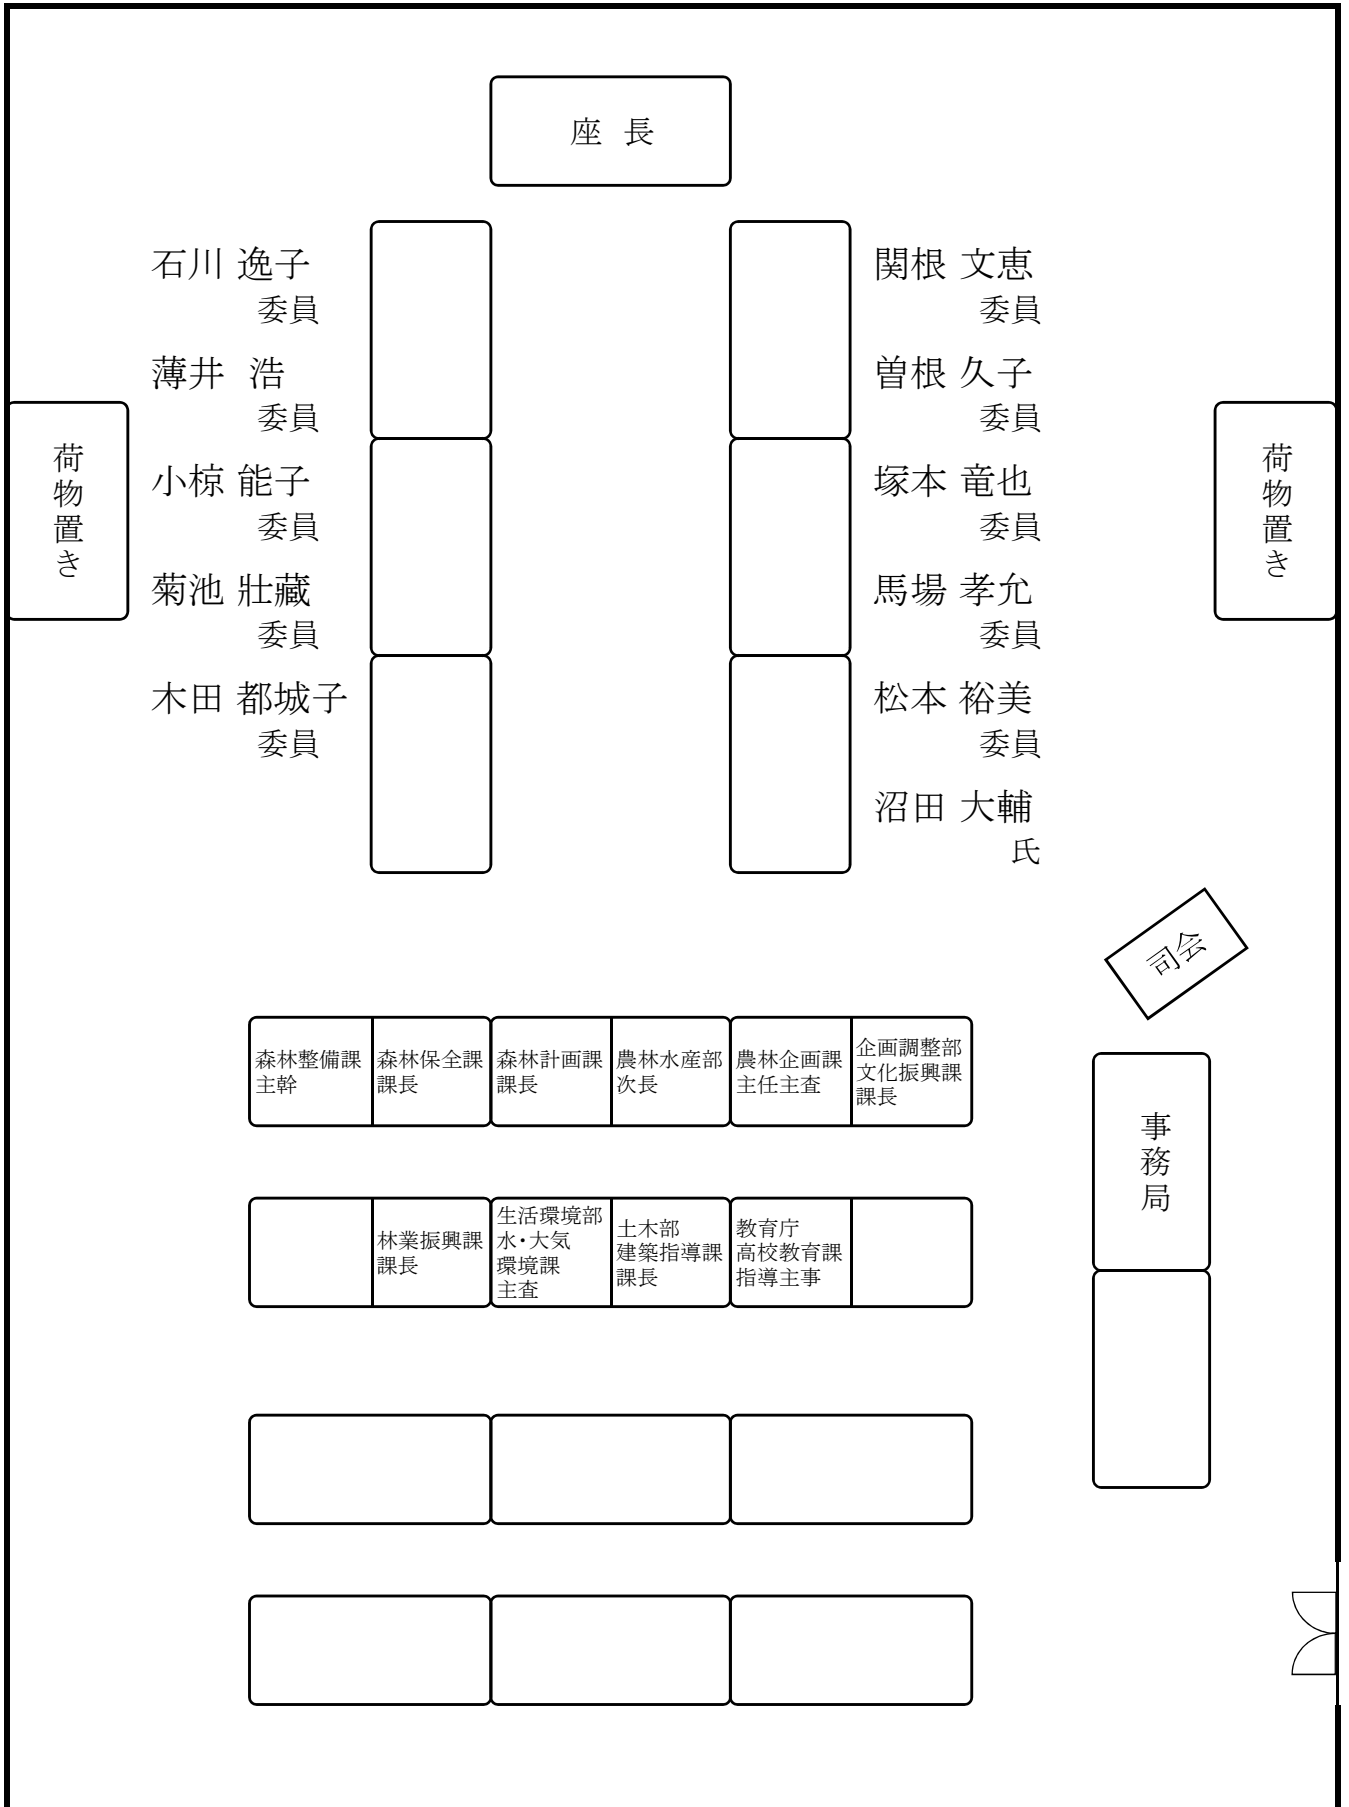 座 長
石川 逸子
委員
薄井 浩
委員
小椋 能子
委員
菊池 壯藏
委員
木田 都城子
委員
関根 文恵
委員
曽根 久子
委員
塚本 竜也
委員
馬場 孝允
委員
松本 裕美
委員
沼田 大輔
氏
荷物置き
荷物置き
司会
森林整備課
主幹
森林保全課
課長
森林計画課
課長
農林水産部
次長
農林企画課
主任主査
企画調整部
文化振興課
課長
林業振興課
課長
生活環境部
水・大気
環境課
主査
土木部
建築指導課
課長
教育庁
高校教育課
指導主事
事務局